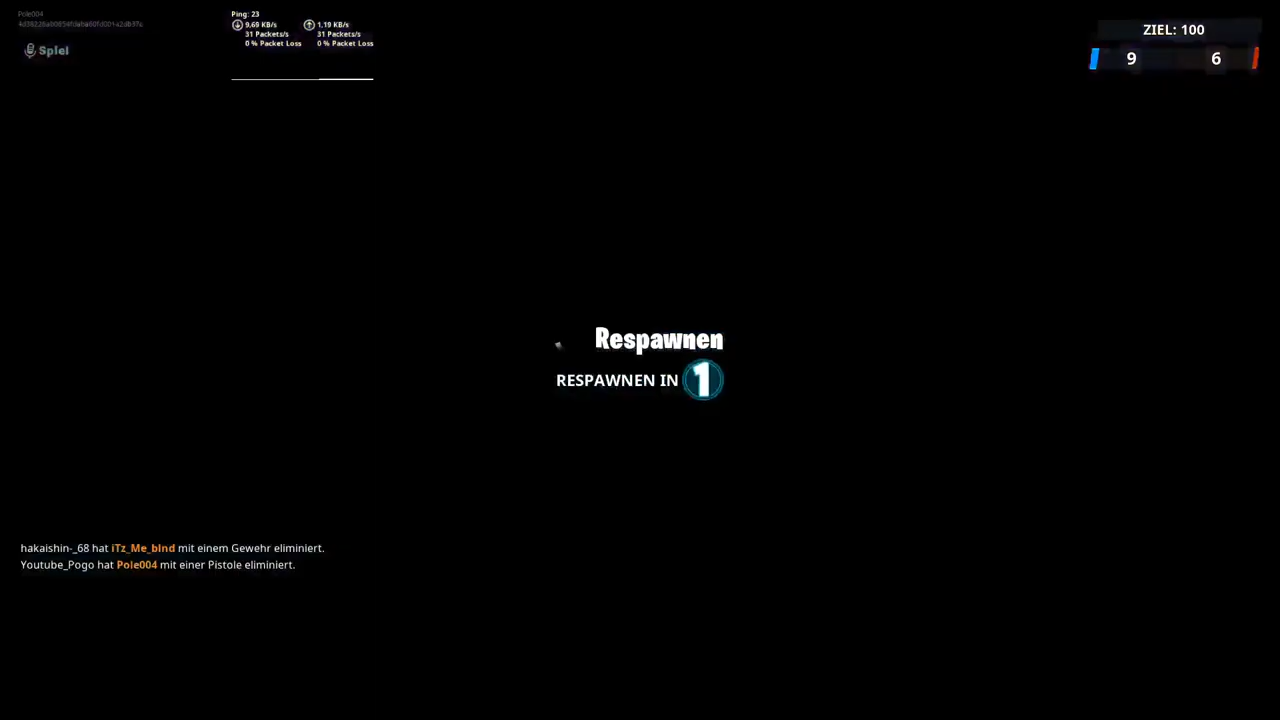 Pole004
Spiel
Ping: 23
9,69 KB/s 1,19 KB/s
31 Packets/s 31 Packets/s
0 % Packet Loss 0 % Packet Loss
ZIEL: 100
9 6
Respawnen
RESPAWNEN IN 1
hakaishin-_68 hat iTz_Me_blnd mit einem Gewehr eliminiert.
Youtube_Pogo hat Pole004 mit einer Pistole eliminiert.